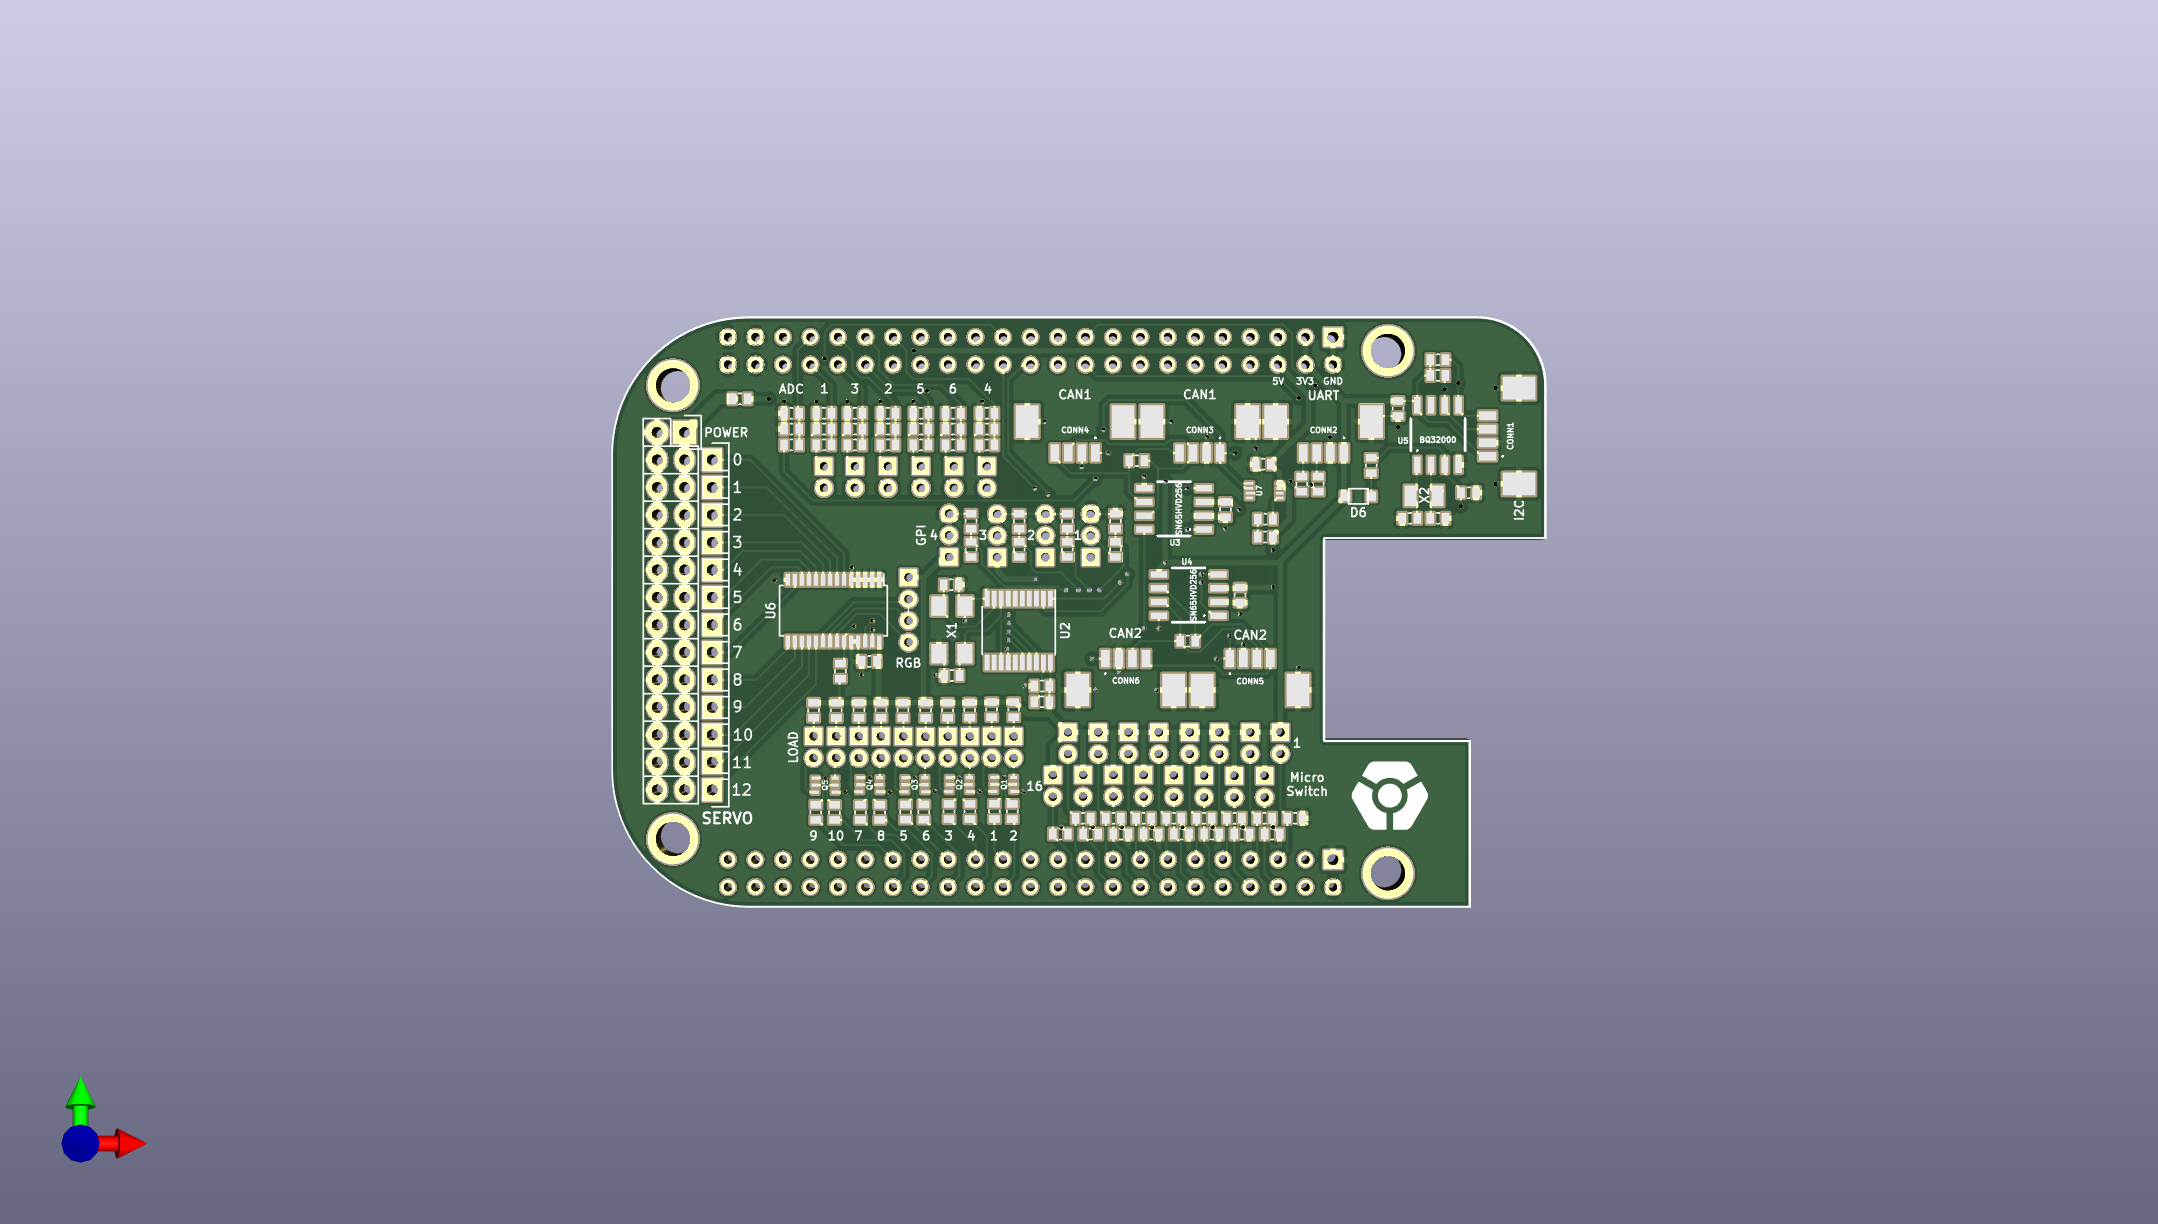 ADC 1 3 2 5 6 4
CAN1
CAN1
5V 3V3 GND
UART
POWER
CONN4
CONN3
CONN2
U5
BQ32000
CONN1
0
1
2
3
4
5
6
7
8
9
10
11
12
SERVO
U7
X2
D6
I2C
SN65HVD256
U3
GPI 4 3 2 1
U4
SN65HVD256
U6
X1
U2
RGB
CAN2
CAN2
CONN6
CONN5
LOAD
1
16
Micro
Switch
Q5 Q4 Q3 Q2 Q1
9 10 7 8 5 6 3 4 1 2